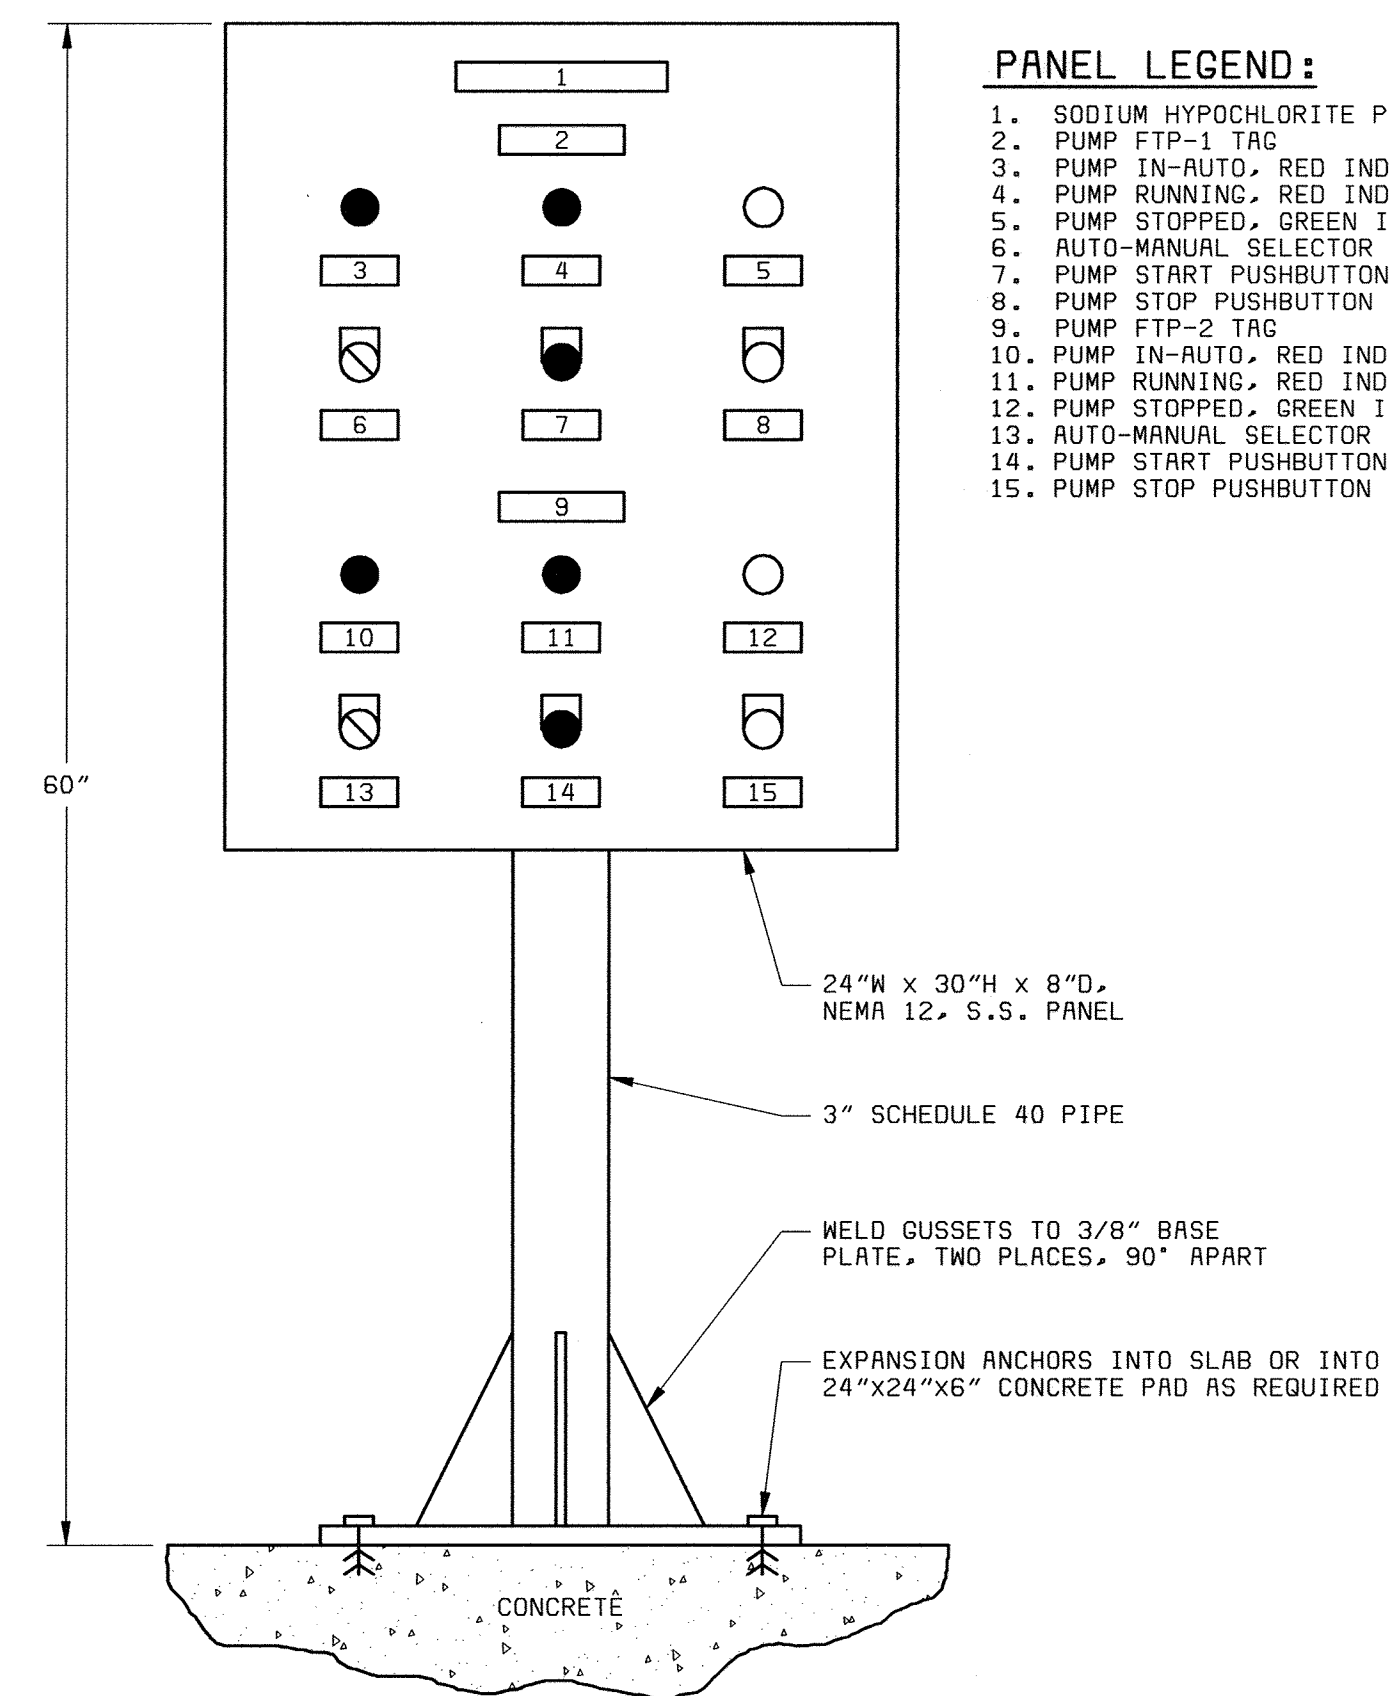 PANEL LEGEND:
1. SODIUM HYPOCHLORITE P
2. PUMP FTP-1 TAG
3. PUMP IN-AUTO, RED IND
4. PUMP RUNNING, RED IND
5. PUMP STOPPED, GREEN I
6. AUTO-MANUAL SELECTOR
7. PUMP START PUSHBUTTON
8. PUMP STOP PUSHBUTTON
9. PUMP FTP-2 TAG
10. PUMP IN-AUTO, RED IND
11. PUMP RUNNING, RED IND
12. PUMP STOPPED, GREEN I
13. AUTO-MANUAL SELECTOR
14. PUMP START PUSHBUTTON
15. PUMP STOP PUSHBUTTON
1
2
3 4 5
6 7 8
9
10 11 12
13 14 15
60"
24"W x 30"H x 8"D,
NEMA 12, S.S. PANEL
3" SCHEDULE 40 PIPE
WELD GUSSETS TO 3/8" BASE
PLATE, TWO PLACES, 90° APART
EXPANSION ANCHORS INTO SLAB OR INTO
24"x24"x6" CONCRETE PAD AS REQUIRED
CONCRETE